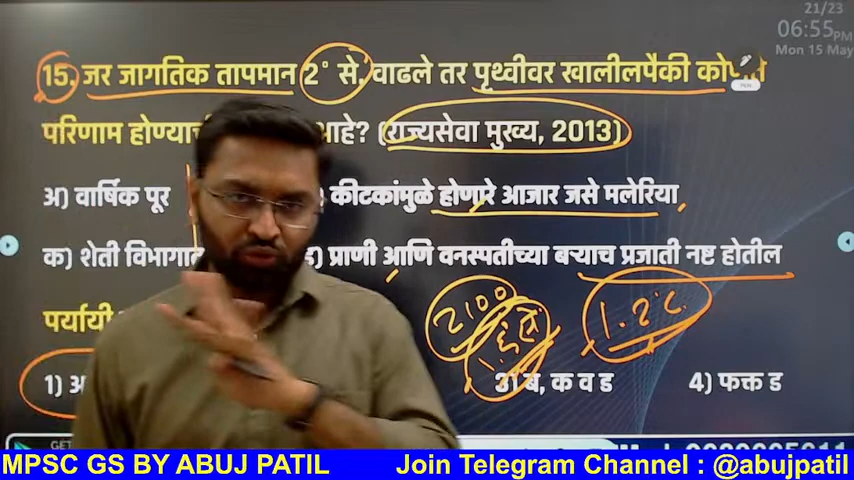 21/23
06:55PM
Mon 15 May
15. जर जागतिक तापमान 2° से. वाढले तर पृथ्वीवर खालीलपैकी
परिणाम आहे? (राज्यसेवा मुख्य, 2013)
अ) वार्षिक पूर कीटकांमुळे होणारे आजार जसे मलेरिया
क) शेती ड) प्राणी आणि वनस्पतीच्या बऱ्याच प्रजाती नष्ट होतील
2100 1.2°C
1) अ 3) ब, क व ड 4) फक्त ड
MPSC GS BY ABUJ PATIL Join Telegram Channel : @abujpatil